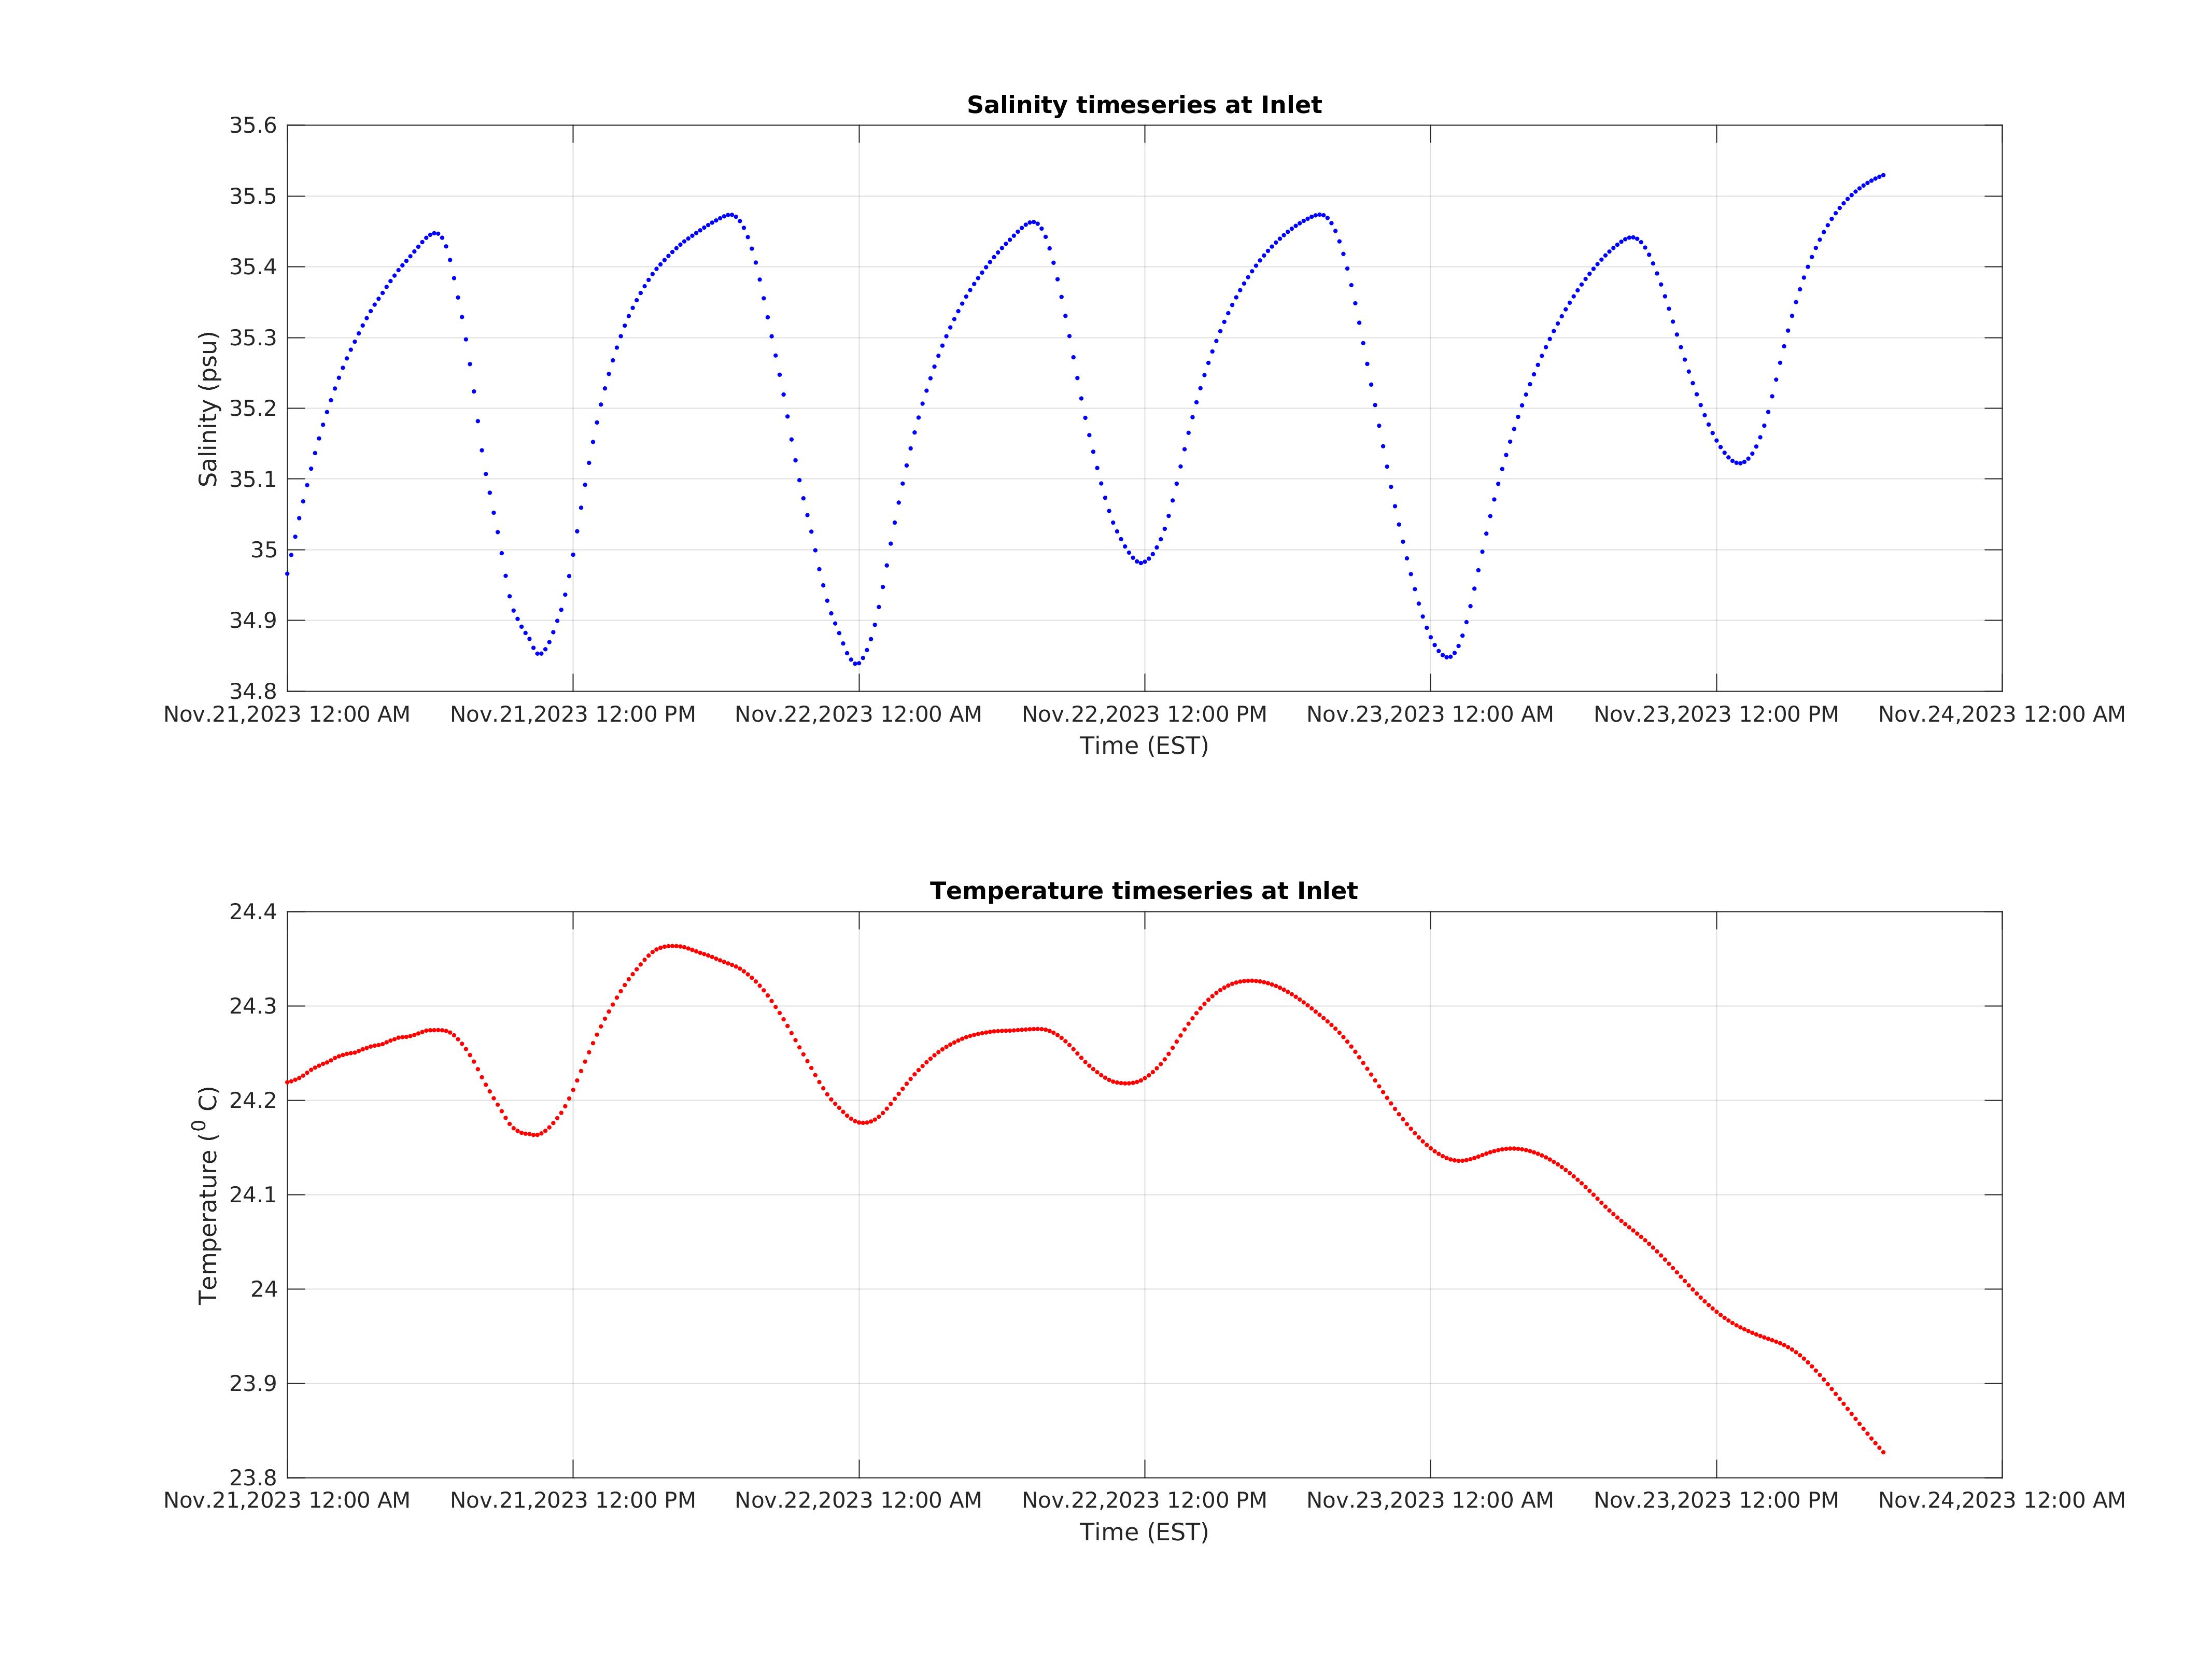 Salinity timeseries at Inlet
35.6
35.5
35.4
35.3
35.2
35.1
35
34.9
34.8
Salinity (psu)
Nov.21,2023 12:00 AM Nov.21,2023 12:00 PM Nov.22,2023 12:00 AM Nov.22,2023 12:00 PM Nov.23,2023 12:00 AM Nov.23,2023 12:00 PM Nov.24,2023 12:00 AM
Time (EST)
Temperature timeseries at Inlet
24.4
24.3
24.2
24.1
24
23.9
23.8
Temperature (⁰ C)
Nov.21,2023 12:00 AM Nov.21,2023 12:00 PM Nov.22,2023 12:00 AM Nov.22,2023 12:00 PM Nov.23,2023 12:00 AM Nov.23,2023 12:00 PM Nov.24,2023 12:00 AM
Time (EST)